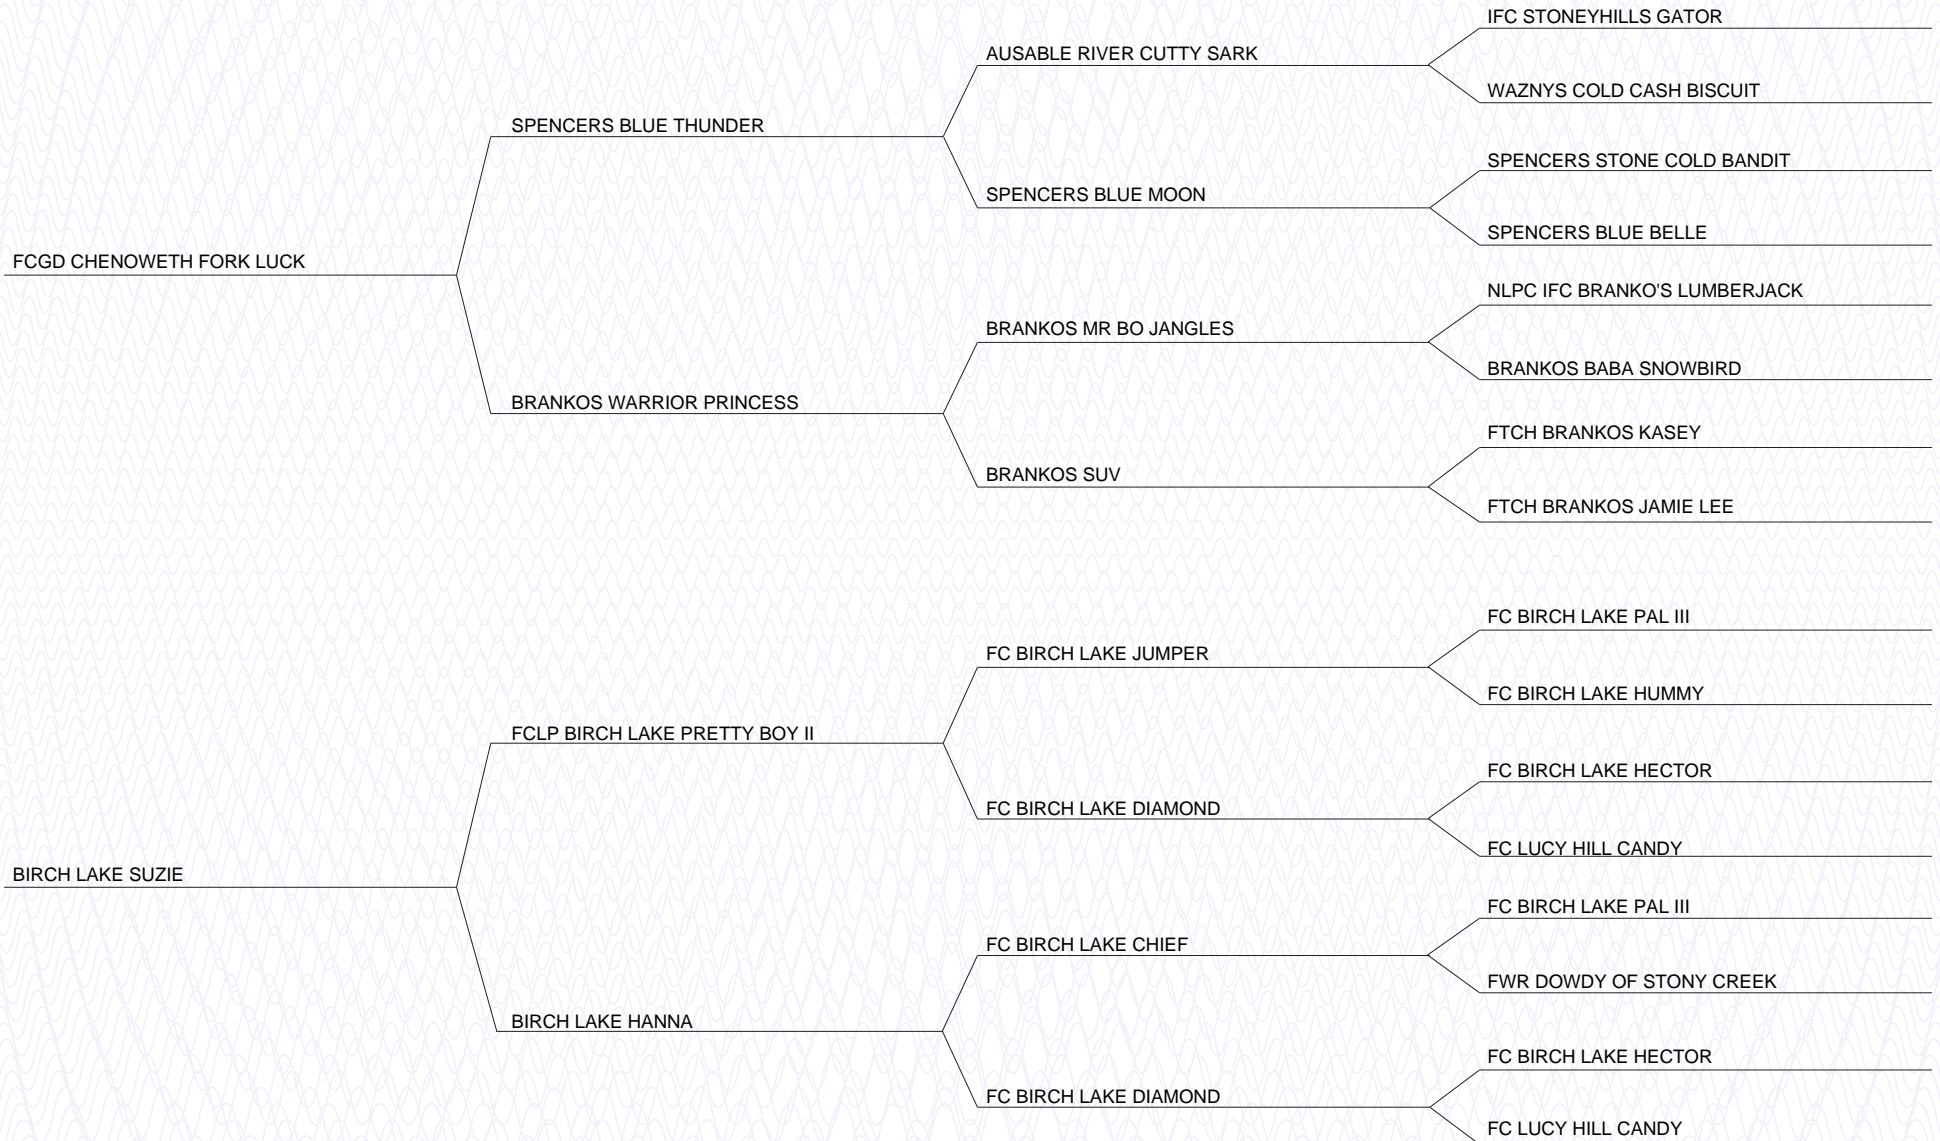 IFC STONEYHILLS GATOR
AUSABLE RIVER CUTTY SARK
WAZNYS COLD CASH BISCUIT
SPENCERS BLUE THUNDER
SPENCERS STONE COLD BANDIT
SPENCERS BLUE MOON
SPENCERS BLUE BELLE
FCGD CHENOWETH FORK LUCK
NLPC IFC BRANKO'S LUMBERJACK
BRANKOS MR BO JANGLES
BRANKOS BABA SNOWBIRD
BRANKOS WARRIOR PRINCESS
FTCH BRANKOS KASEY
BRANKOS SUV
FTCH BRANKOS JAMIE LEE
FC BIRCH LAKE PAL III
FC BIRCH LAKE JUMPER
FC BIRCH LAKE HUMMY
FCLP BIRCH LAKE PRETTY BOY II
FC BIRCH LAKE HECTOR
FC BIRCH LAKE DIAMOND
FC LUCY HILL CANDY
BIRCH LAKE SUZIE
FC BIRCH LAKE PAL III
FC BIRCH LAKE CHIEF
FWR DOWDY OF STONY CREEK
BIRCH LAKE HANNA
FC BIRCH LAKE HECTOR
FC BIRCH LAKE DIAMOND
FC LUCY HILL CANDY